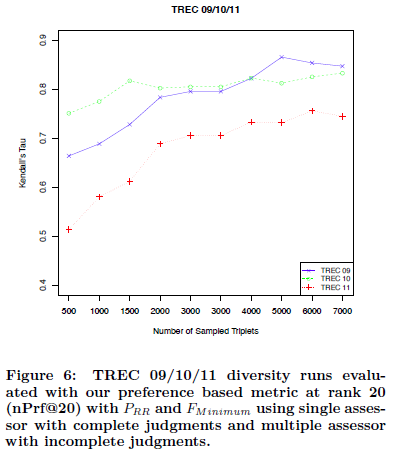 TREC 09/10/11
Kendall's Tau
0.9
0.8
0.7
0.6
0.5
0.4
TREC 09
TREC 10
TREC 11
500 1000 1500 2000 3000 3000 4000 5000 6000 7000
Number of Sampled Triplets
Figure 6: TREC 09/10/11 diversity runs evalu-
ated with our preference based metric at rank 20
(nPrf@20) with P_RR and F_Minimum using single asses-
sor with complete judgments and multiple assessor
with incomplete judgments.